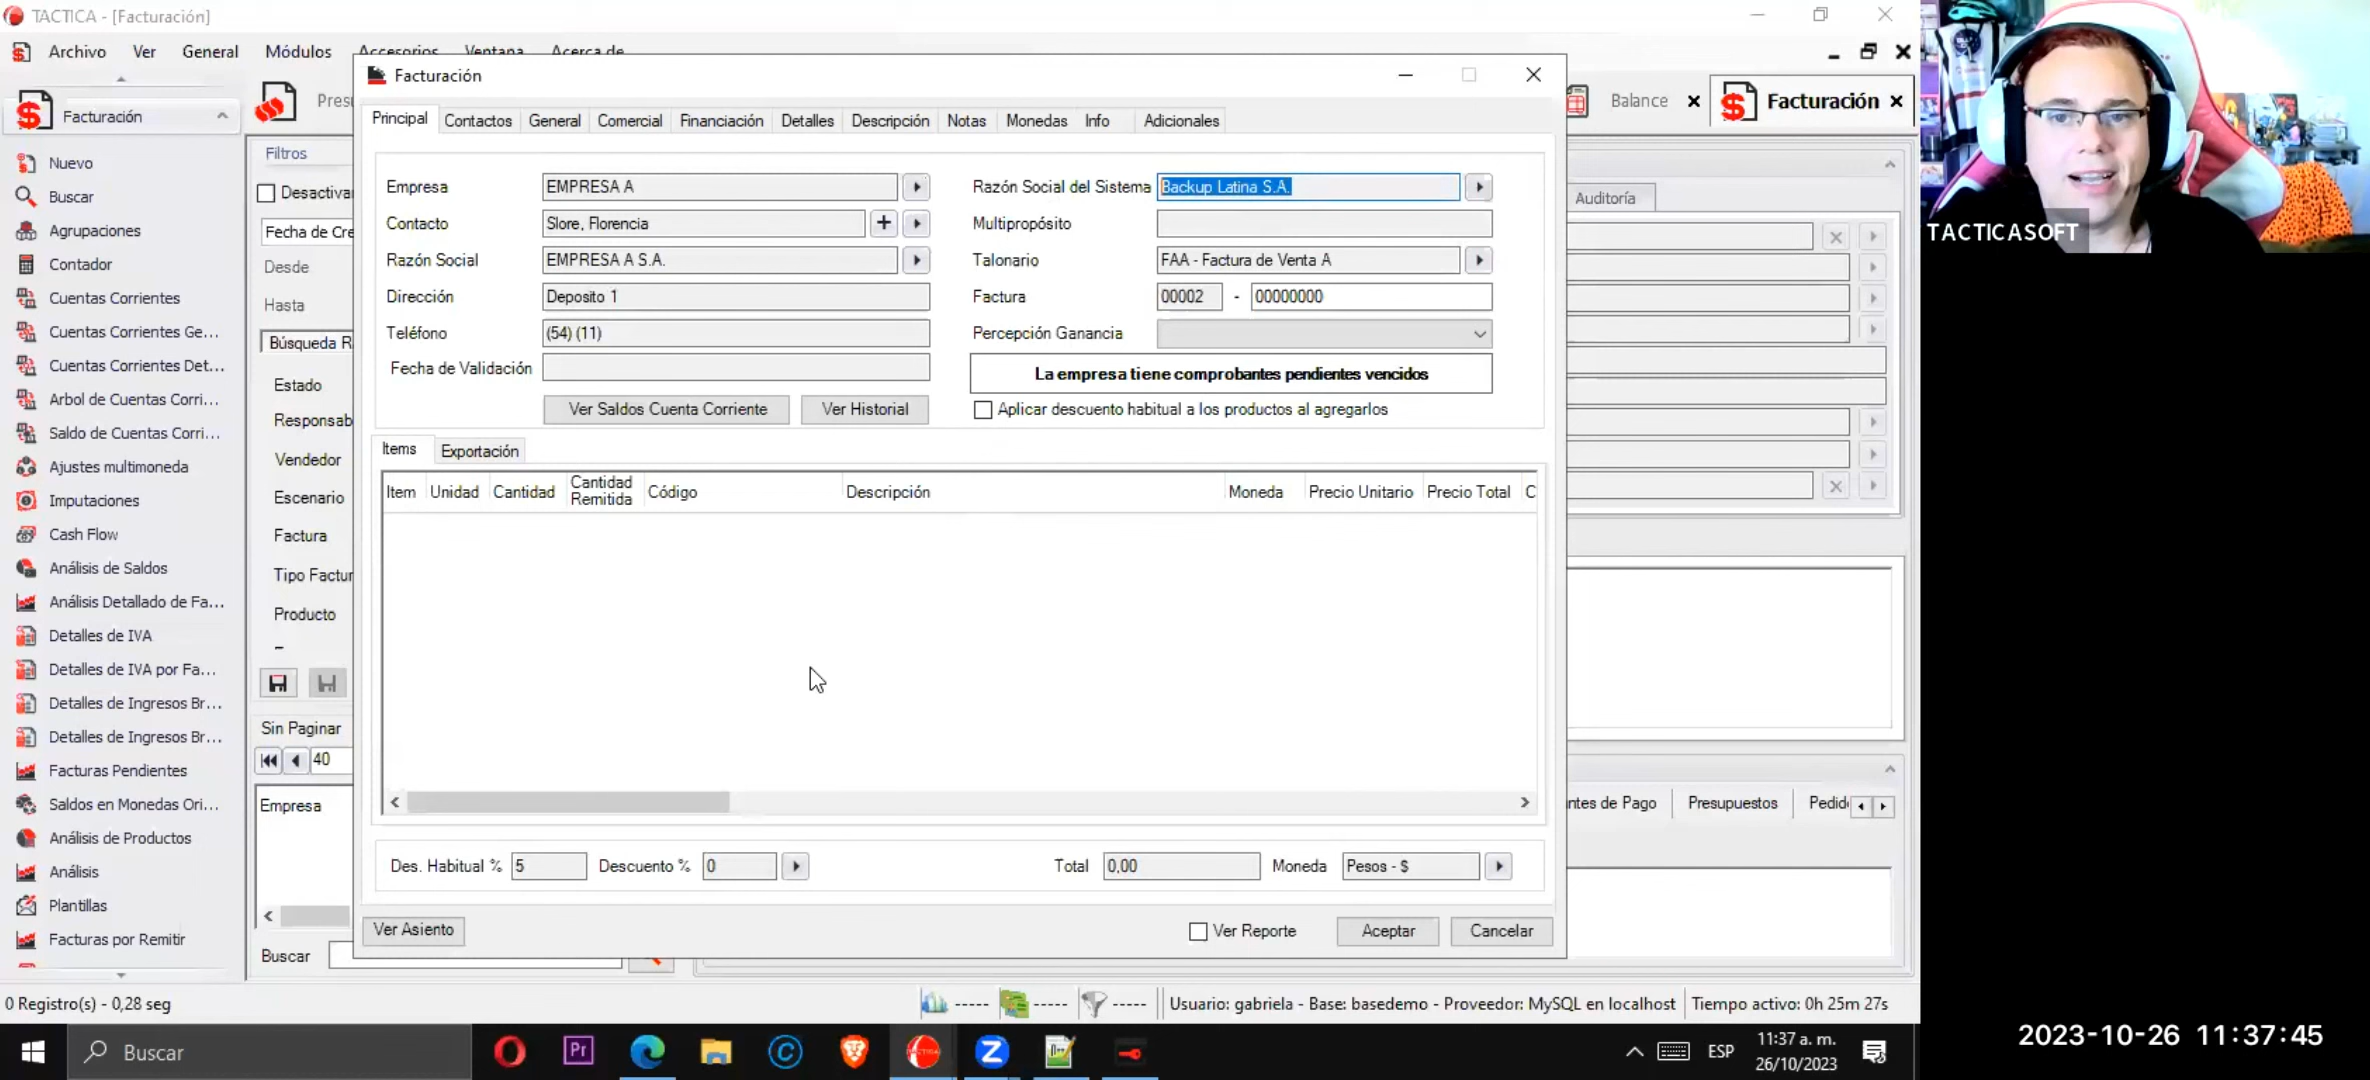 TACTICA - [Facturación]
Archivo Ver General Módulos Accesorios Ventana Acerca de
Facturación
Balance
Facturación
Facturación
Nuevo
Buscar
Agrupaciones
Contador
Cuentas Corrientes
Cuentas Corrientes Ge...
Cuentas Corrientes Det...
Arbol de Cuentas Corri...
Saldo de Cuentas Corri...
Ajustes multimoneda
Imputaciones
Cash Flow
Análisis de Saldos
Análisis Detallado de Fa...
Detalles de IVA
Detalles de IVA por Fa...
Detalles de Ingresos Br...
Detalles de Ingresos Br...
Facturas Pendientes
Saldos en Monedas Ori...
Análisis de Productos
Análisis
Plantillas
Facturas por Remitir
Filtros
Fecha de Cre
Desde
Hasta
Búsqueda R
Estado
Responsab
Vendedor
Escenario
Factura
Tipo Factur
Producto
Sin Paginar
40
Empresa
Buscar
Principal Contactos General Comercial Financiación Detalles Descripción Notas Monedas Info Adicionales
Empresa EMPRESA A
Contacto Slore, Florencia
Razón Social EMPRESA A S.A.
Dirección Deposito 1
Teléfono (54) (11)
Fecha de Validación
Ver Saldos Cuenta Corriente Ver Historial
Razón Social del Sistema Backup Latina S.A.
Multipropósito
Talonario FAA - Factura de Venta A
Factura 00002 - 00000000
Percepción Ganancia
La empresa tiene comprobantes pendientes vencidos
Aplicar descuento habitual a los productos al agregarlos
Items Exportación
Item Unidad Cantidad Cantidad Remitida Código Descripción Moneda Precio Unitario Precio Total C
Des. Habitual % 5 Descuento % 0 Total 0,00 Moneda Pesos - $
Ver Asiento Ver Reporte Aceptar Cancelar
Auditoría
ntes de Pago Presupuestos
0 Registro(s) - 0,28 seg
----- ----- ----- Usuario: gabriela - Base: basedemo - Proveedor: MySQL en localhost Tiempo activo: 0h 25m 27s
Buscar
Pr
ESP
11:37 a. m.
26/10/2023
TACTICASOFT
2023-10-26 11:37:45